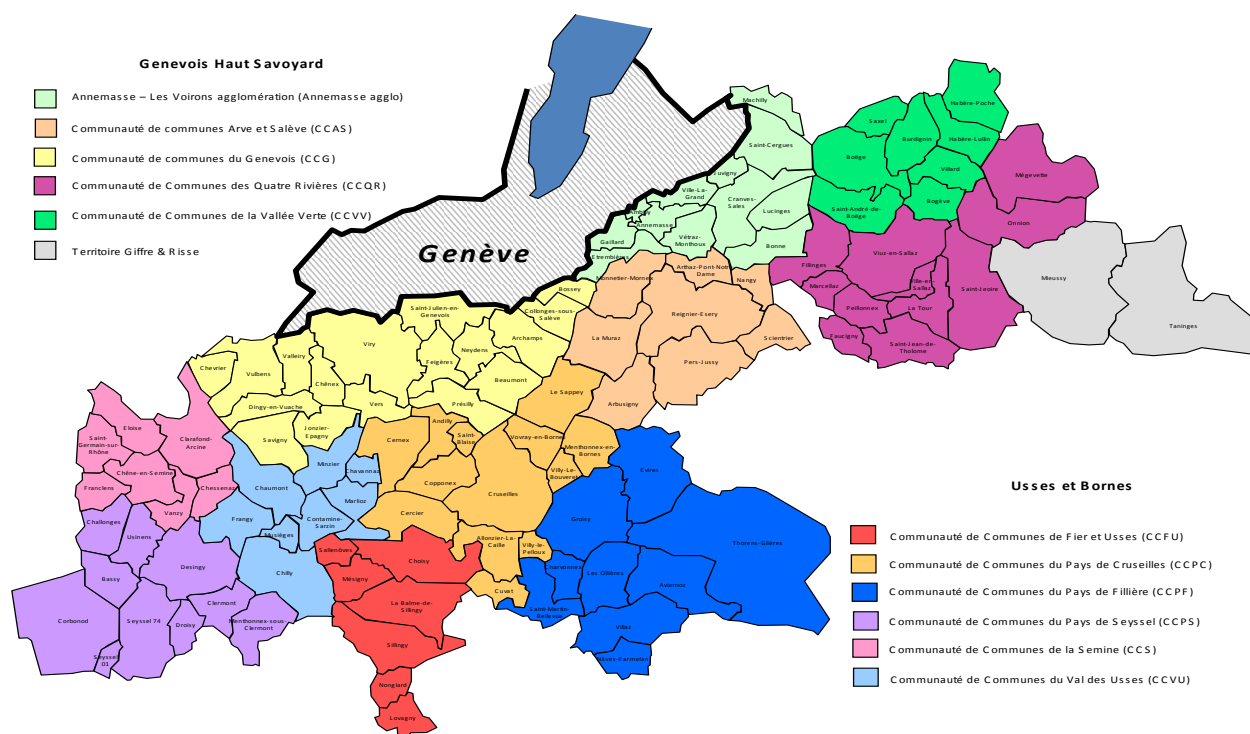 Genevois Haut Savoyard
Annemasse – Les Voirons agglomération (Annemasse agglo)
Communauté de communes Arve et Salève (CCAS)
Communauté de communes du Genevois (CCG)
Communauté de Communes des Quatre Rivières (CCQR)
Communauté de Communes de la Vallée Verte (CCVV)
Territoire Giffre & Risse
Genève
Machilly
Saint-Cergues
Juvigny
Ville-La-
Grand
Cranves-
Sales
Lucinges
Annemasse
Vétraz-
Monthoux
Bonne
Gaillard
Etrembières
Habère-Poche
Saxel
Burdignin
Habère-Lullin
Boëge
Villard
Saint-André-de-
Boëge
Bogève
Mégevette
Onnion
Viuz-en-Sallaz
Fillinges
Marcellaz
Ville-en-
Sallaz
Saint-Jeoire
Peillonnes
La Tour
Faucigny
Saint-Jean-de-
Tholome
Mieussy
Taninges
Monnetier-Mornex
Arthaz-Pont-Notre-
Dame
Nangy
Reignier-Esery
La Muraz
Scientrier
Pers-Jussy
Arbusigny
Bossey
Collonges-sous-
Salève
Saint-Julien-en-
Genevois
Archamps
Neydens
Feigères
Viry
Beaumont
Présilly
Valleiry
Chevrier
Vulbens
Chênex
Vers
Dingy-en-Vuache
Jonzier-
Epagny
Savigny
Le Sappey
Andilly
Saint-
Blaise
Cernex
Vovray-en-Bornes
Menthonnex-en-
Bornes
Villy-Le-
Bouveret
Copponex
Cruseilles
Cercier
Allonzier-La-
Caille
Villy-le-
Pelloux
Cuvat
Eloise
Saint-
Germain-sur-
Rhône
Clarafond-
Arcine
Chêne-en-Semine
Franclens
Chessenaz
Vanzy
Minzier
Chavannaz
Chaumont
Marlioz
Frangy
Contamine-
Sarzin
Musièges
Chilly
Challonges
Usinens
Bassy
Desingy
Corbonod
Seyssel 74
Clermont
Droisy
Menthonnex-sous-
Clermont
Seyssel
01
Sallenôves
Choisy
Mésigny
La Balme-de-
Sillingy
Sillingy
Nonglard
Lovagny
Evires
Groisy
Thorens-Glières
Charvonnex
Les Ollières
Aviernoz
Saint-Martin-
Bellevue
Villaz
Naves-Parmelan
Usses et Bornes
Communauté de Communes de Fier et Usses (CCFU)
Communauté de Communes du Pays de Cruseilles (CCPC)
Communauté de Communes du Pays de Fillière (CCPF)
Communauté de Communes du Pays de Seyssel (CCPS)
Communauté de Communes de la Semine (CCS)
Communauté de Communes du Val des Usses (CCVU)